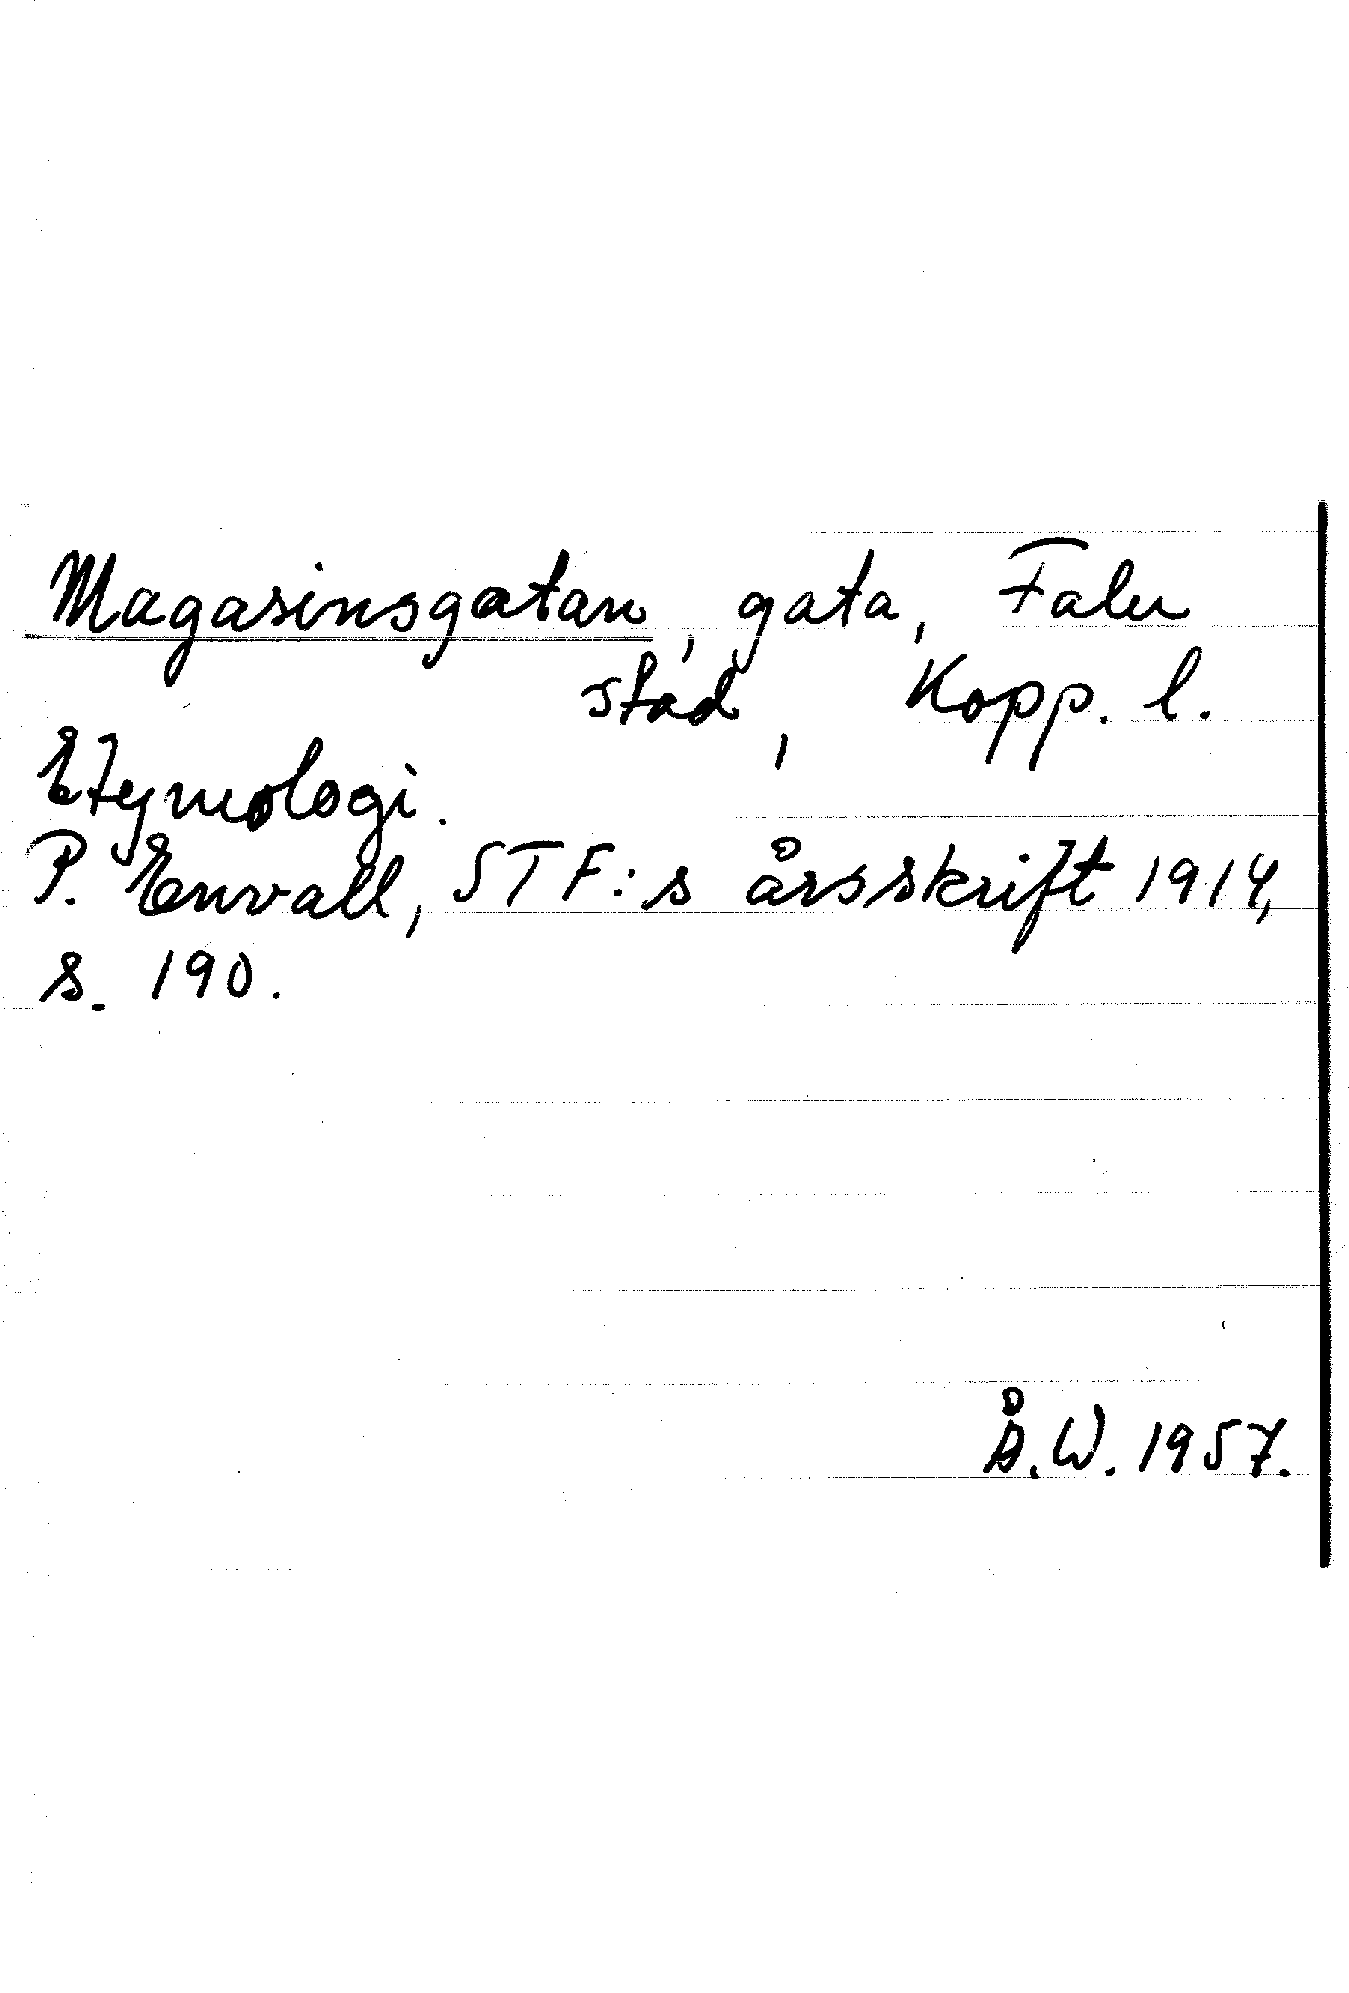 Magasinsgatan, gata, Falu
stad, Kopp. l.
Etymologi.
P. Envall, STF:s årsskrift 1914,
s. 190.
Å.W. 1957.